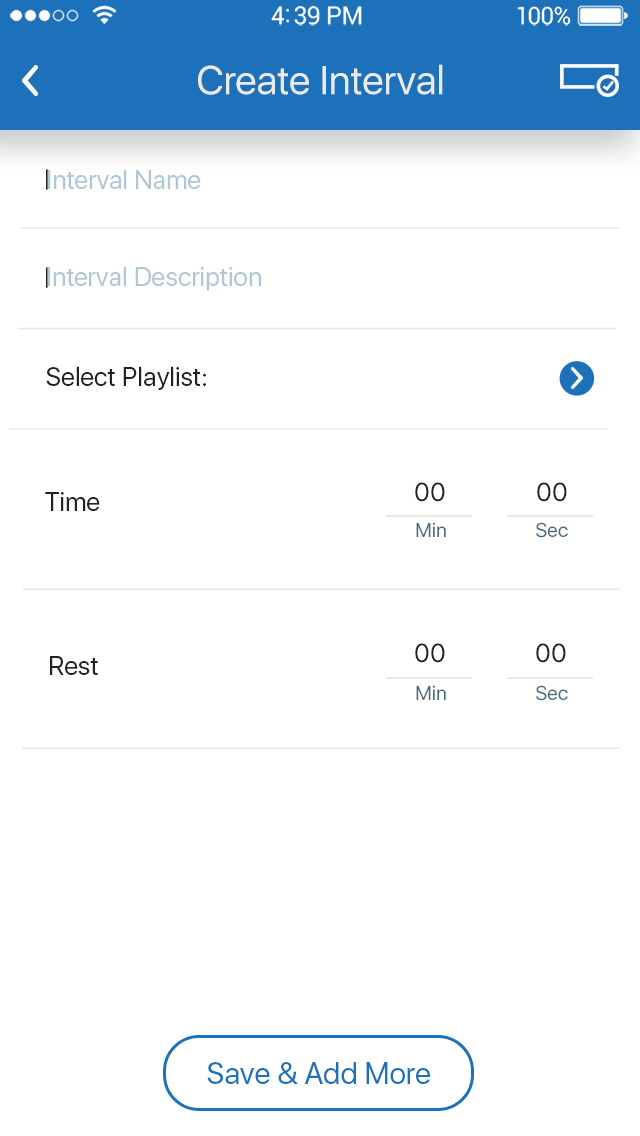 4:39 PM 100%
Create Interval
Interval Name
Interval Description
Select Playlist:
Time 00 00
Min Sec
Rest 00 00
Min Sec
Save & Add More